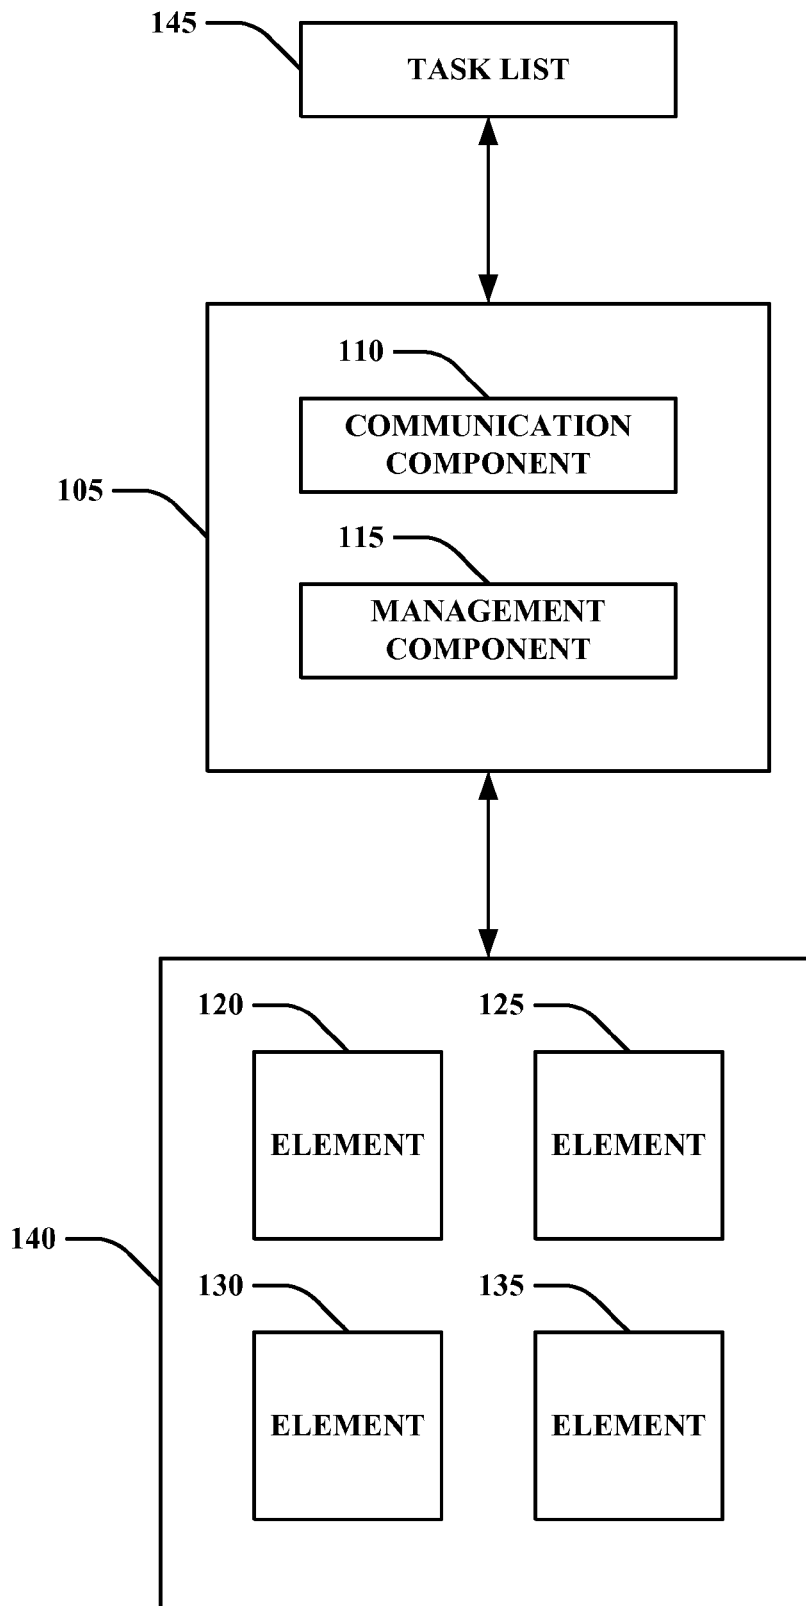 145
TASK LIST
110
COMMUNICATION
COMPONENT
105
115
MANAGEMENT
COMPONENT
120
125
ELEMENT
ELEMENT
140
130
135
ELEMENT
ELEMENT